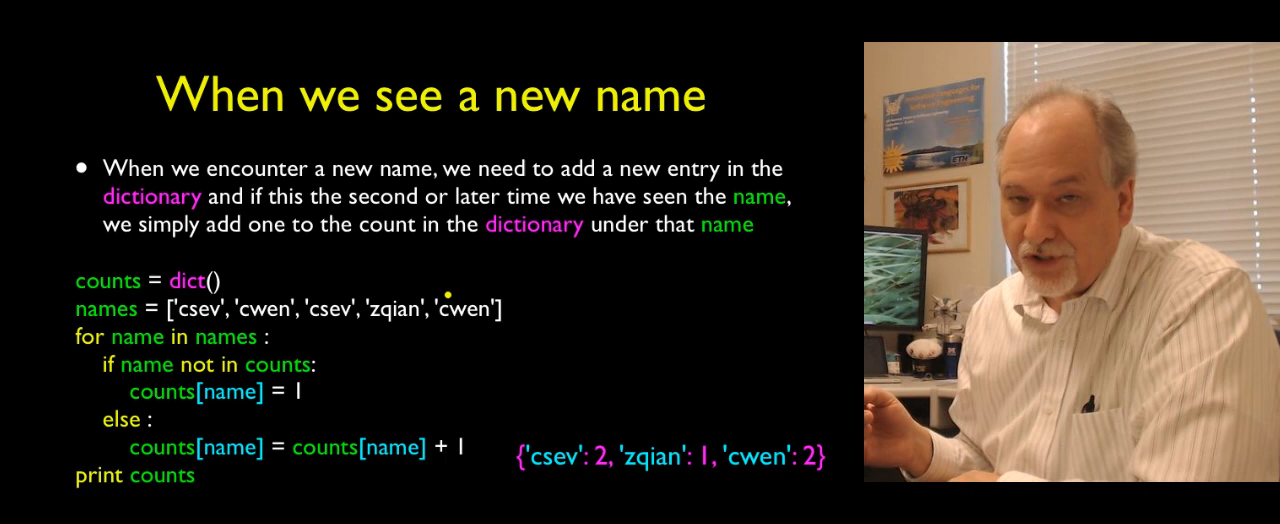 When we see a new name
• When we encounter a new name, we need to add a new entry in the
dictionary and if this the second or later time we have seen the name,
we simply add one to the count in the dictionary under that name
counts = dict()
names = ['csev', 'cwen', 'csev', 'zqian', 'cwen']
for name in names :
    if name not in counts:
        counts[name] = 1
    else :
        counts[name] = counts[name] + 1
print counts
{'csev': 2, 'zqian': 1, 'cwen': 2}
ETH